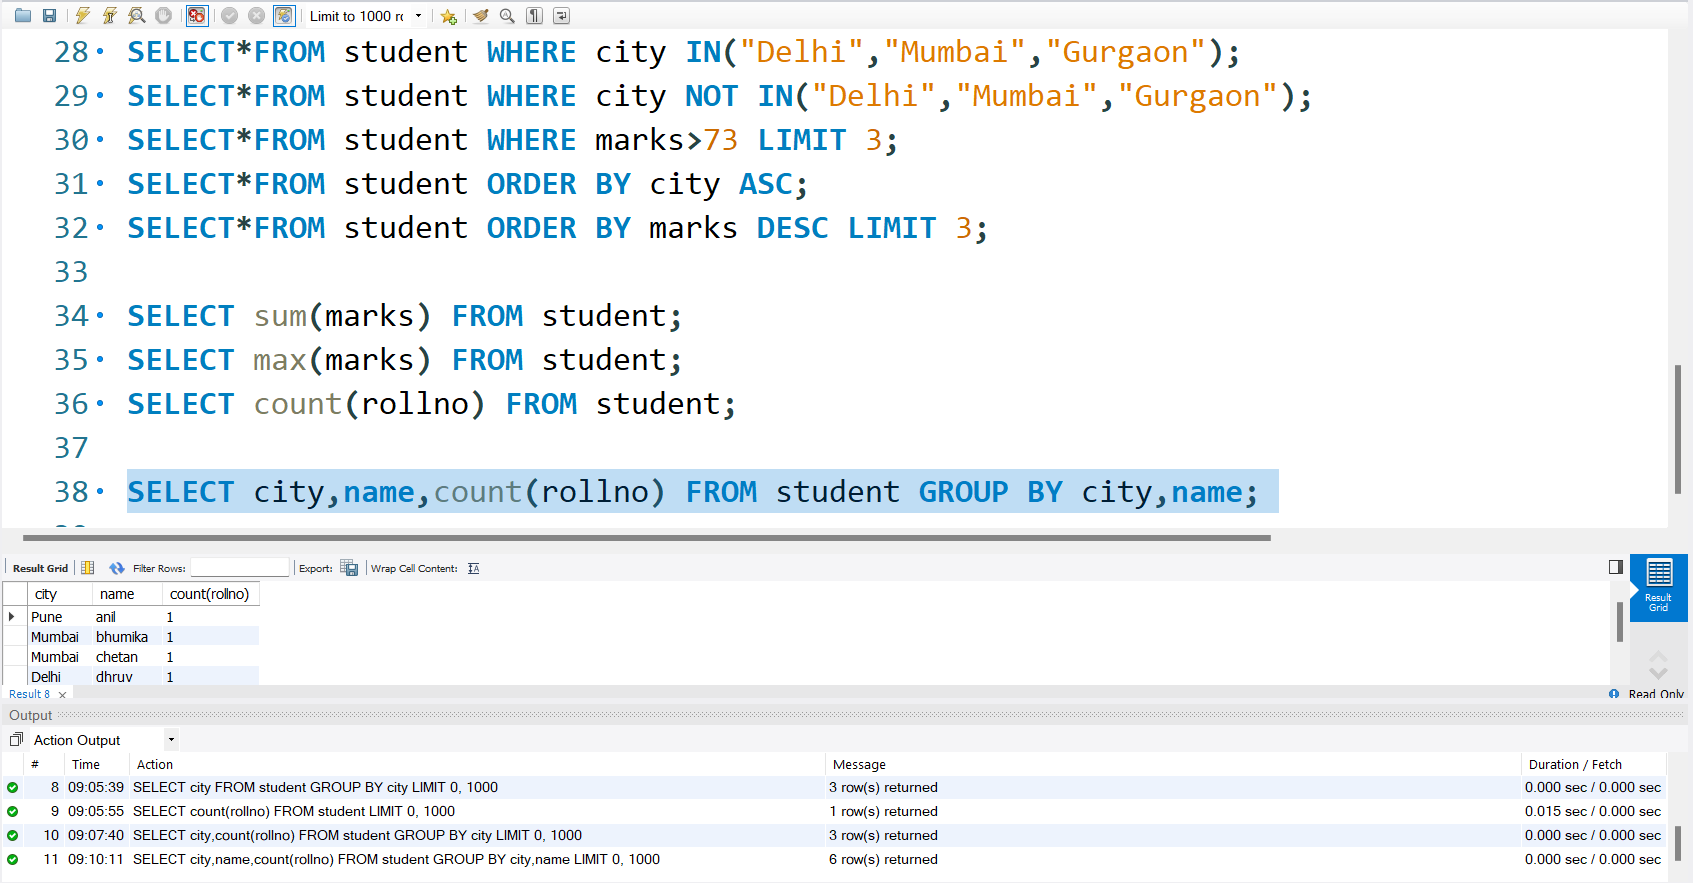 Limit to 1000 rc
28 SELECT*FROM student WHERE city IN("Delhi","Mumbai","Gurgaon");
29 SELECT*FROM student WHERE city NOT IN("Delhi","Mumbai","Gurgaon");
30 SELECT*FROM student WHERE marks>73 LIMIT 3;
31 SELECT*FROM student ORDER BY city ASC;
32 SELECT*FROM student ORDER BY marks DESC LIMIT 3;
33
34 SELECT sum(marks) FROM student;
35 SELECT max(marks) FROM student;
36 SELECT count(rollno) FROM student;
37
38 SELECT city,name,count(rollno) FROM student GROUP BY city,name;
Result Grid Filter Rows: Export: Wrap Cell Content:
city name count(rollno)
Pune anil 1
Mumbai bhumika 1
Mumbai chetan 1
Delhi dhruv 1
Result Grid
Result 8 Read Only
Output
Action Output
# Time Action Message Duration / Fetch
8 09:05:39 SELECT city FROM student GROUP BY city LIMIT 0, 1000 3 row(s) returned 0.000 sec / 0.000 sec
9 09:05:55 SELECT count(rollno) FROM student LIMIT 0, 1000 1 row(s) returned 0.015 sec / 0.000 sec
10 09:07:40 SELECT city,count(rollno) FROM student GROUP BY city LIMIT 0, 1000 3 row(s) returned 0.000 sec / 0.000 sec
11 09:10:11 SELECT city,name,count(rollno) FROM student GROUP BY city,name LIMIT 0, 1000 6 row(s) returned 0.000 sec / 0.000 sec